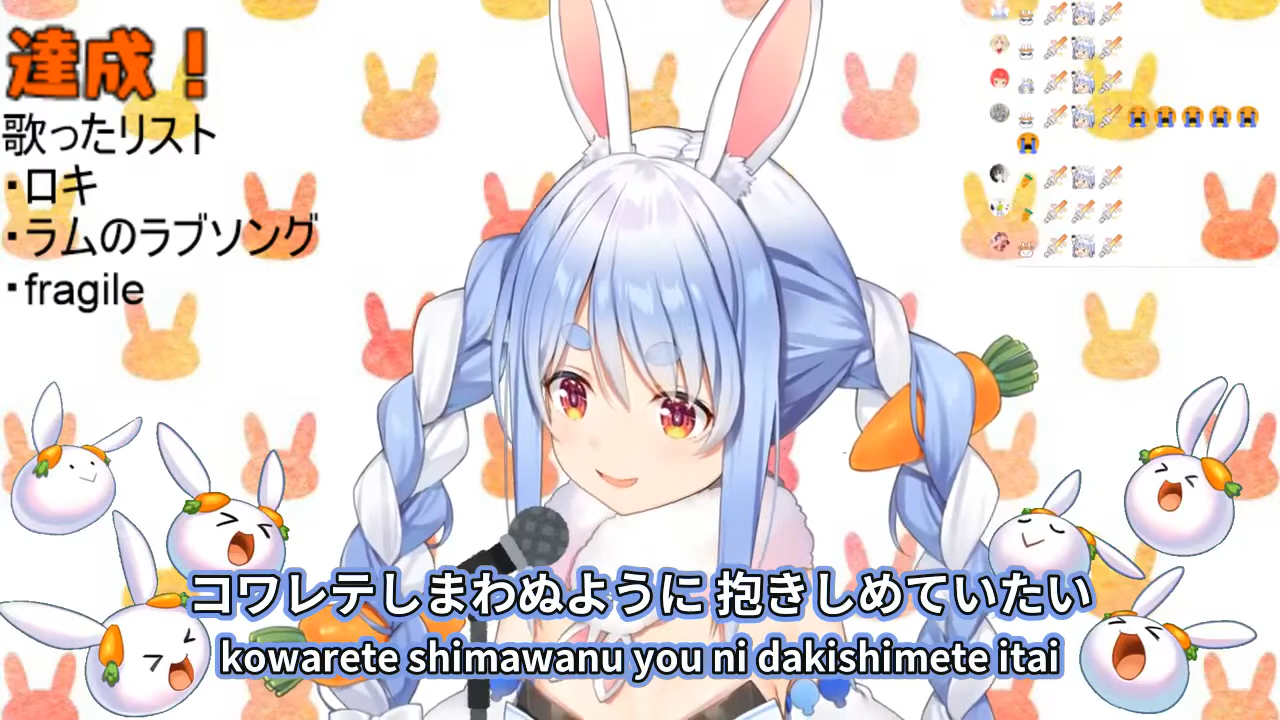 達成！
歌ったリスト
・ロキ
・ラムのラブソング
・fragile
コワレテしまわぬように 抱きしめていたい
kowarete shimawanu you ni dakishimete itai